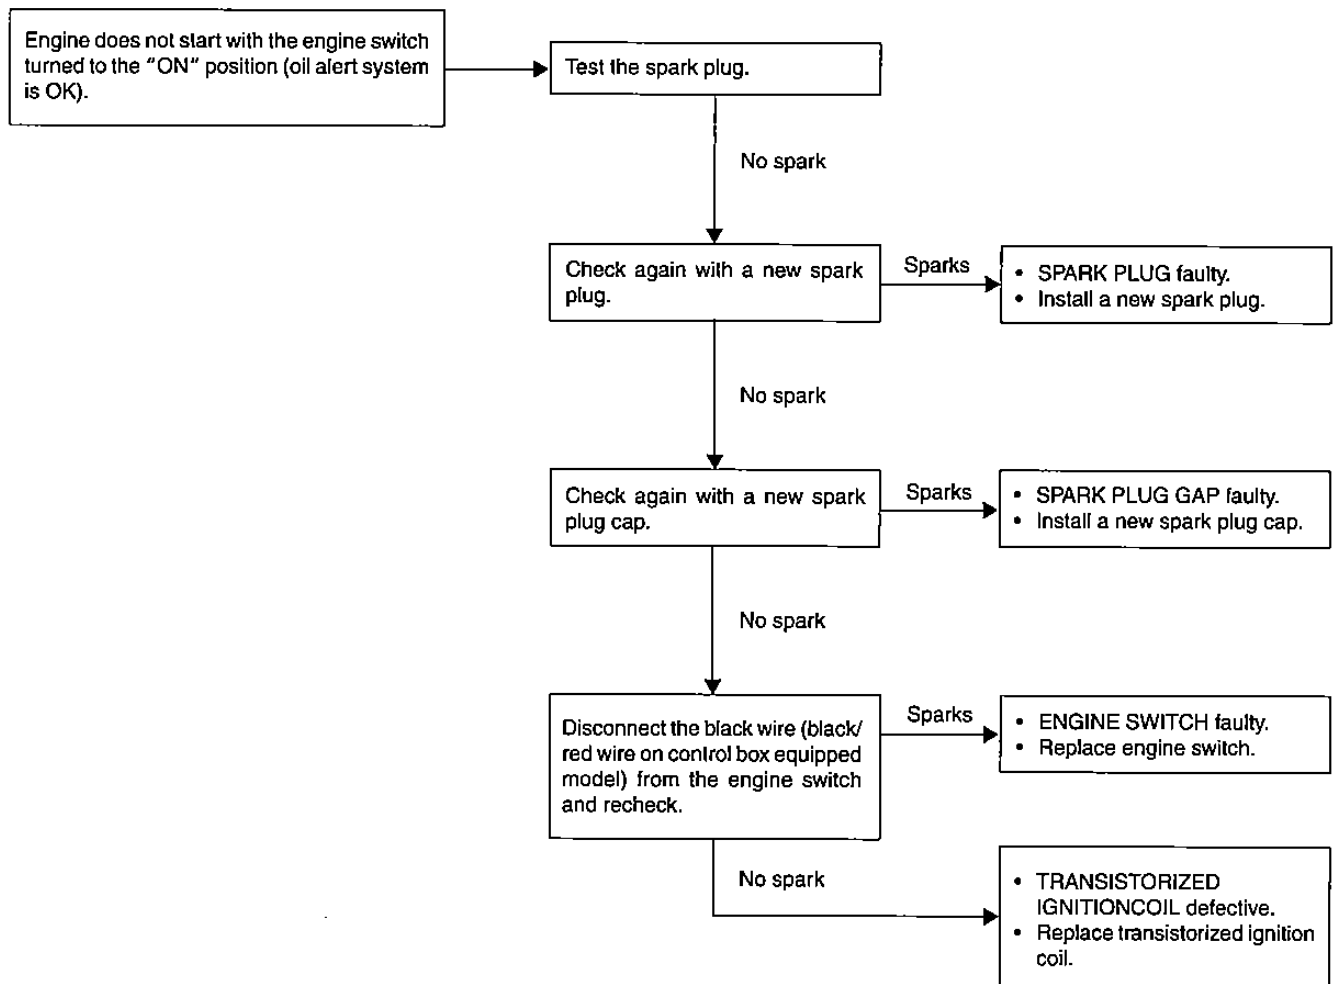 Engine does not start with the engine switch
turned to the "ON" position (oil alert system
is OK).
Test the spark plug.
No spark
Check again with a new spark
plug.
Sparks
• SPARK PLUG faulty.
• Install a new spark plug.
No spark
Check again with a new spark
plug cap.
Sparks
• SPARK PLUG GAP faulty.
• Install a new spark plug cap.
No spark
Disconnect the black wire (black/
red wire on control box equipped
model) from the engine switch
and recheck.
Sparks
• ENGINE SWITCH faulty.
• Replace engine switch.
No spark
• TRANSISTORIZED
IGNITIONCOIL defective.
• Replace transistorized ignition
coil.